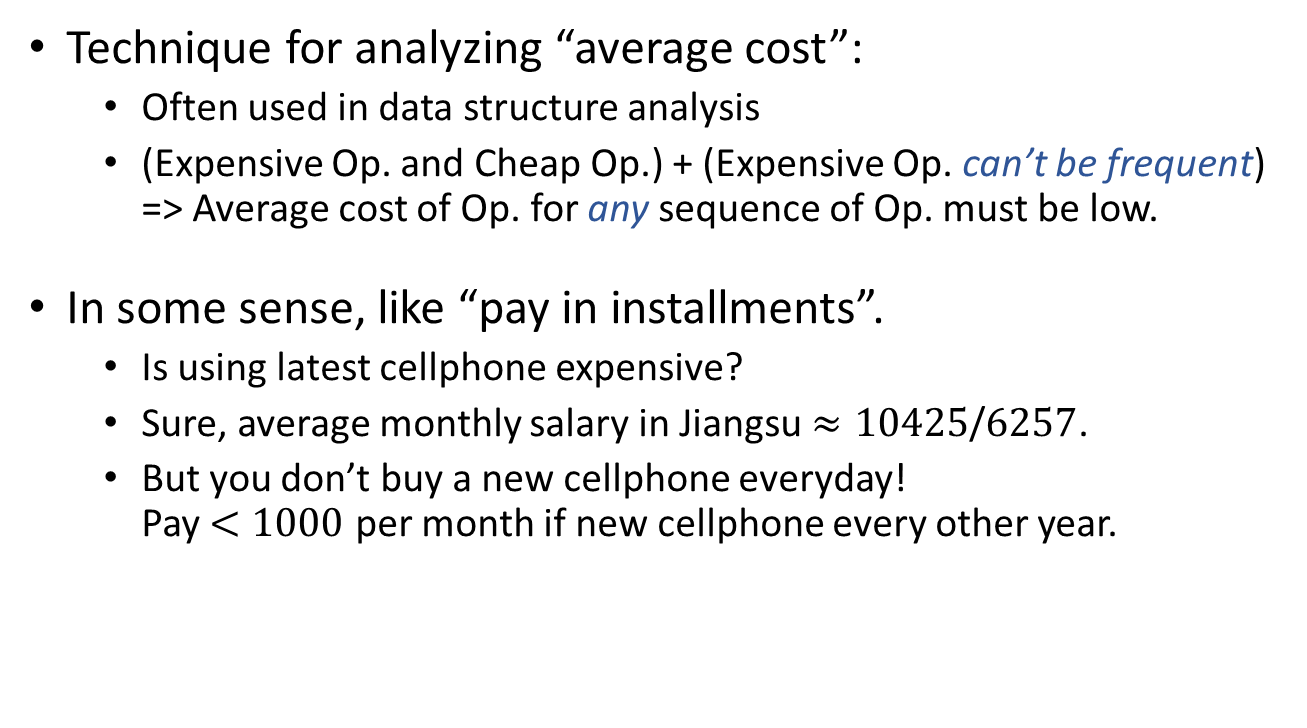 • Technique for analyzing “average cost”:
• Often used in data structure analysis
• (Expensive Op. and Cheap Op.) + (Expensive Op. can’t be frequent)
=> Average cost of Op. for any sequence of Op. must be low.
• In some sense, like “pay in installments”.
• Is using latest cellphone expensive?
• Sure, average monthly salary in Jiangsu ≈ 10425/6257.
• But you don’t buy a new cellphone everyday!
Pay < 1000 per month if new cellphone every other year.